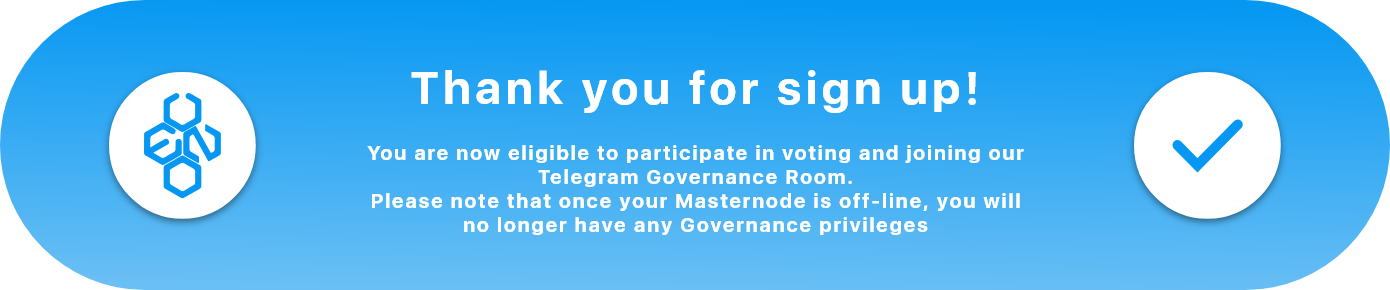 Thank you for sign up!
You are now eligible to participate in voting and joining our
Telegram Governance Room.
Please note that once your Masternode is off-line, you will
no longer have any Governance privileges